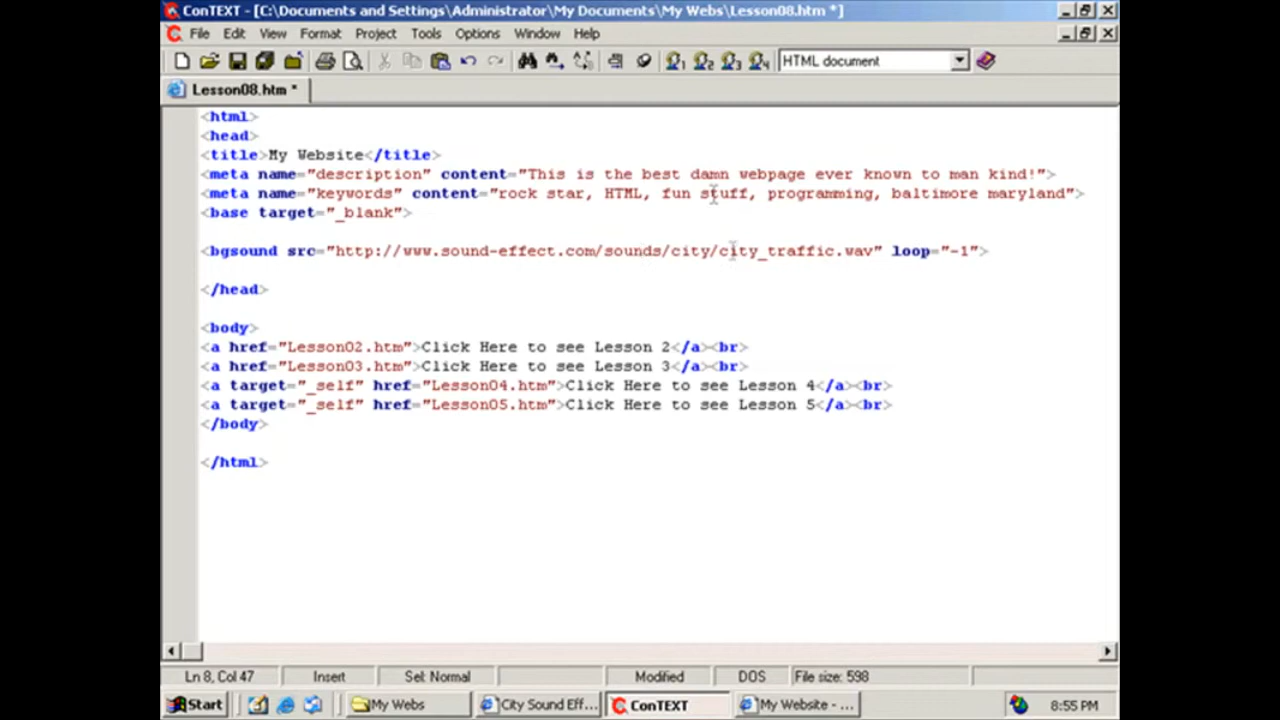 ConTEXT - [C:\Documents and Settings\Administrator\My Documents\My Webs\Lesson08.htm *]
File Edit View Format Project Tools Options Window Help
HTML document
Lesson08.htm *
<html>
<head>
<title>My Website</title>
<meta name="description" content="This is the best damn webpage ever known to man kind!">
<meta name="keywords" content="rock star, HTML, fun stuff, programming, baltimore maryland">
<base target="_blank">
<bgsound src="http://www.sound-effect.com/sounds/city/city_traffic.wav" loop="-1">
</head>
<body>
<a href="Lesson02.htm">Click Here to see Lesson 2</a><br>
<a href="Lesson03.htm">Click Here to see Lesson 3</a><br>
<a target="_self" href="Lesson04.htm">Click Here to see Lesson 4</a><br>
<a target="_self" href="Lesson05.htm">Click Here to see Lesson 5</a><br>
</body>
</html>
Ln 8, Col 47 Insert Sel: Normal Modified DOS File size: 598
Start My Webs City Sound Eff... ConTEXT My Website - ... 8:55 PM